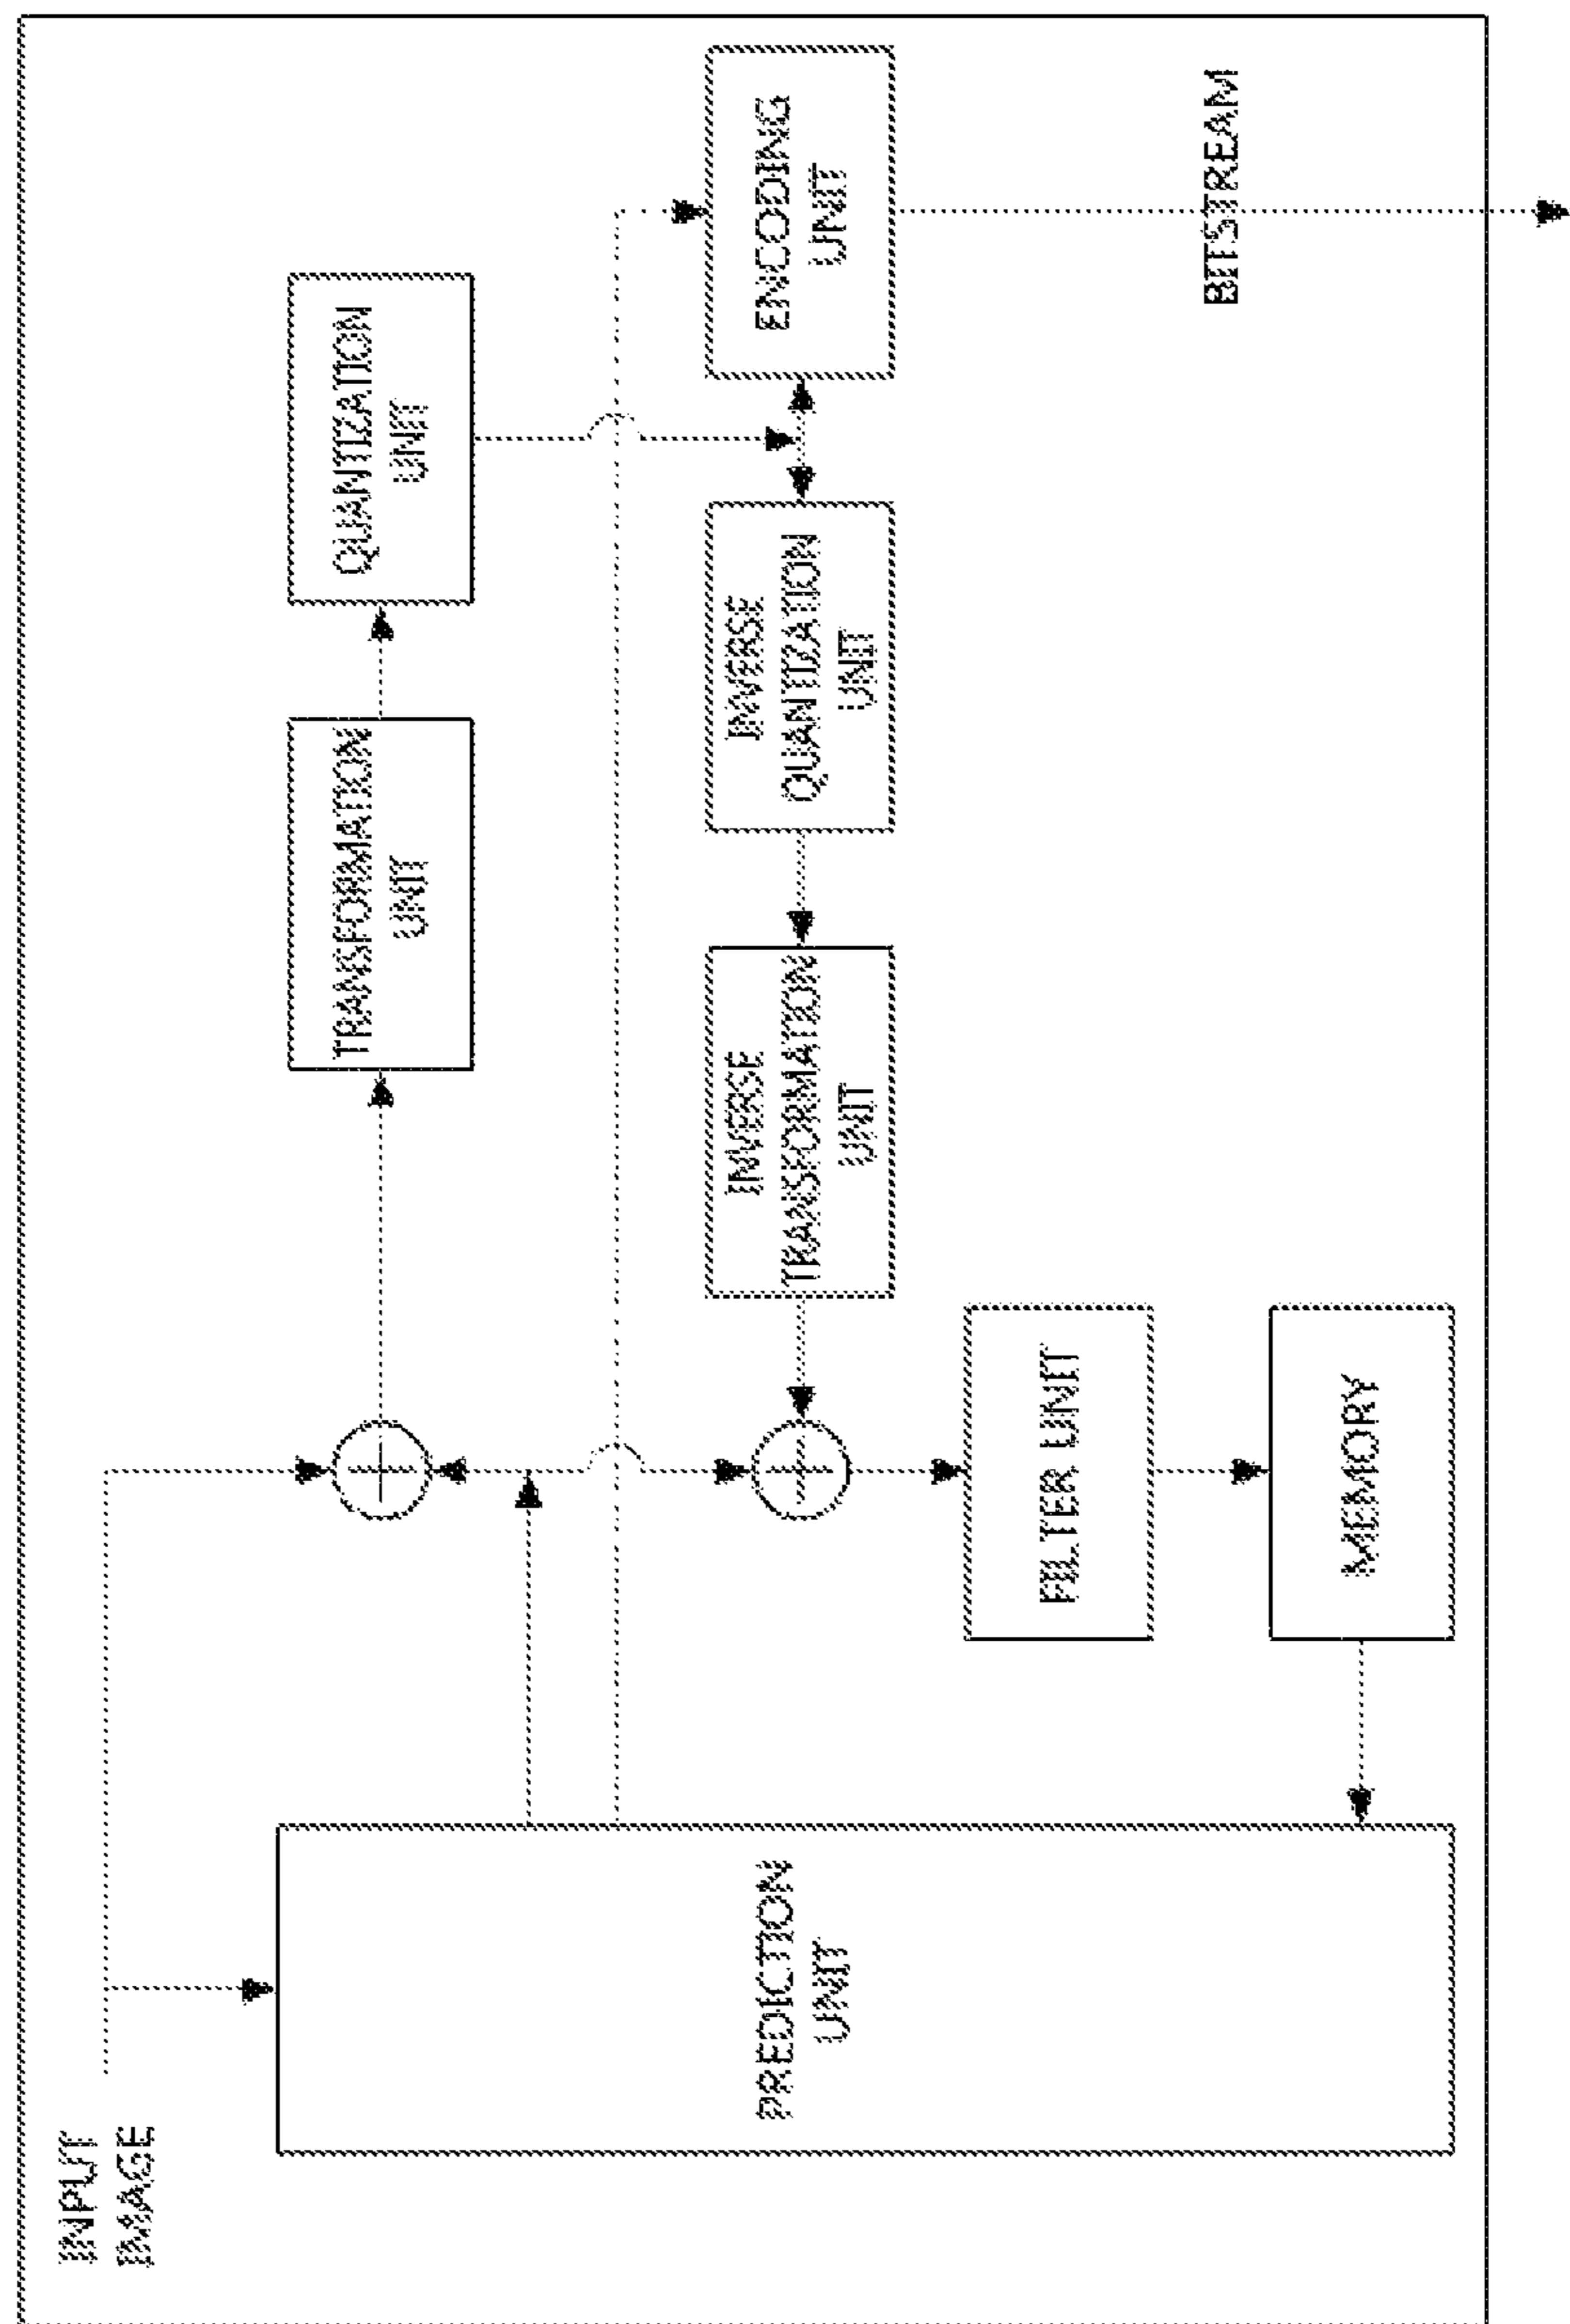 INPUT
IMAGE
TRANSFORMATION
UNIT
QUANTIZATION
UNIT
PREDICTION
UNIT
INVERSE
TRANSFORMATION
UNIT
INVERSE
QUANTIZATION
UNIT
ENCODING
UNIT
FILTER UNIT
BITSTREAM
MEMORY